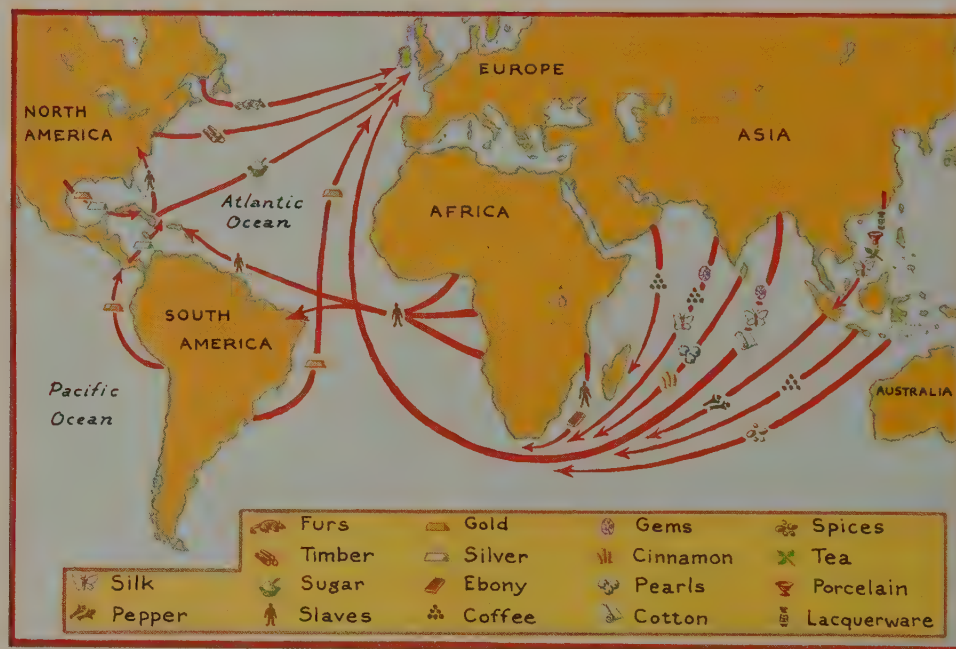 NORTH
AMERICA
EUROPE
ASIA
Atlantic
Ocean
AFRICA
SOUTH
AMERICA
Pacific
Ocean
AUSTRALIA
Furs
Gold
Gems
Spices
Timber
Silver
Cinnamon
Tea
Silk
Sugar
Ebony
Pearls
Porcelain
Pepper
Slaves
Coffee
Cotton
Lacquerware